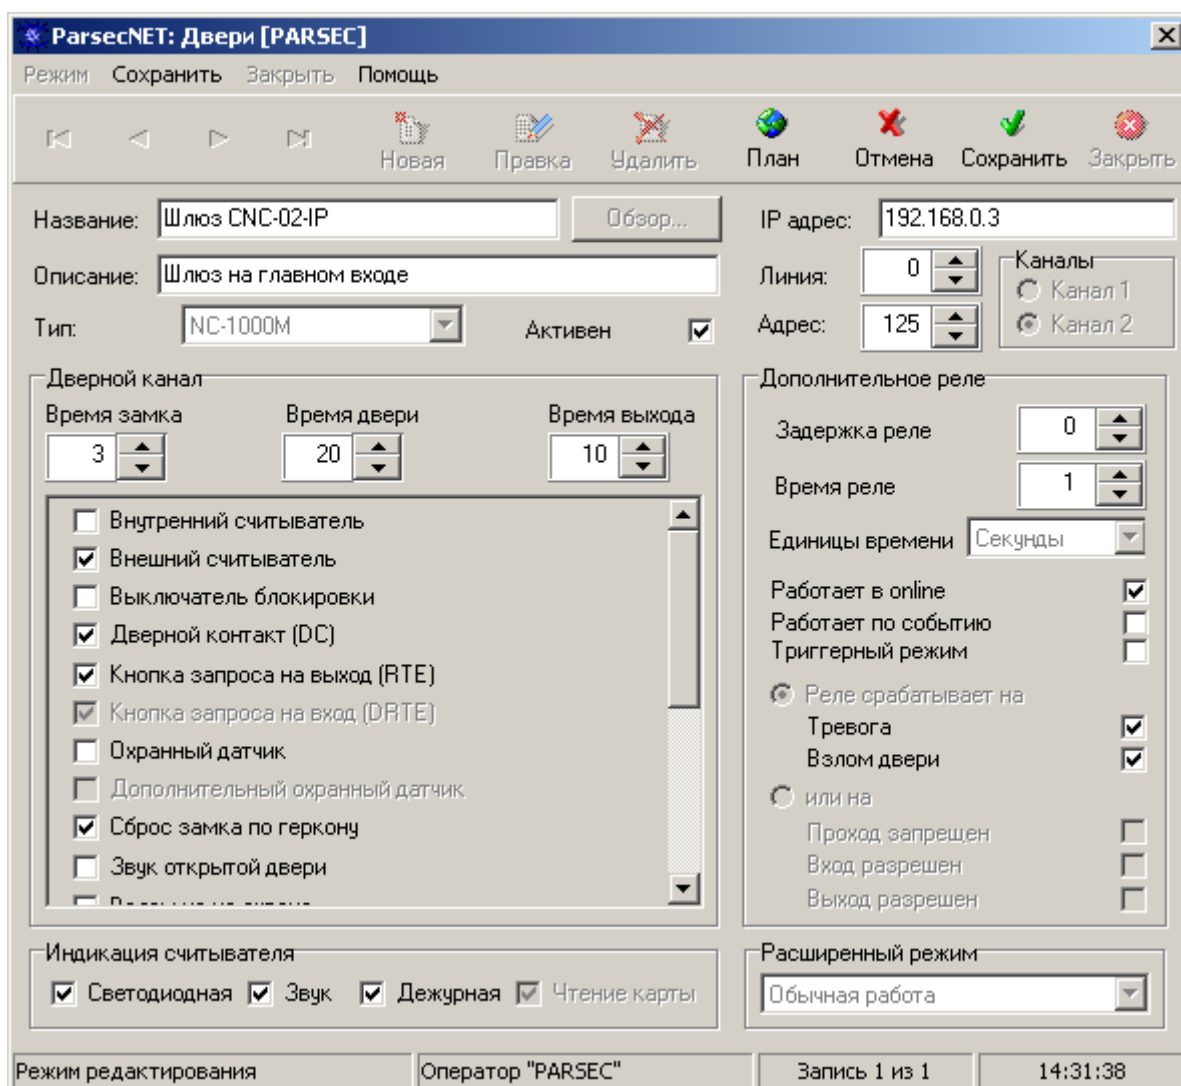 ParsecNET: Двери [PARSEC]
Режим Сохранить Закрыть Помощь
Новая Правка Удалить План Отмена Сохранить Закрыть
Название: Шлюз CNC-02-IP Обзор... IP адрес: 192.168.0.3
Описание: Шлюз на главном входе Линия: 0 Каналы
Канал 1
Тип: NC-1000M Активен Адрес: 125 Канал 2
Дверной канал
Время замка Время двери Время выхода
3 20 10
Внутренний считыватель
Внешний считыватель
Выключатель блокировки
Дверной контакт (DC)
Кнопка запроса на выход (RTE)
Кнопка запроса на вход (DRTE)
Охранный датчик
Дополнительный охранный датчик
Сброс замка по геркону
Звук открытой двери
Дополнительное реле
Задержка реле 0
Время реле 1
Единицы времени Секунды
Работает в online
Работает по событию
Триггерный режим
Реле срабатывает на
Тревога
Взлом двери
или на
Проход запрещен
Вход разрешен
Выход разрешен
Индикация считывателя
Светодиодная Звук Дежурная Чтение карты
Расширенный режим
Обычная работа
Режим редактирования Оператор "PARSEC" Запись 1 из 1 14:31:38